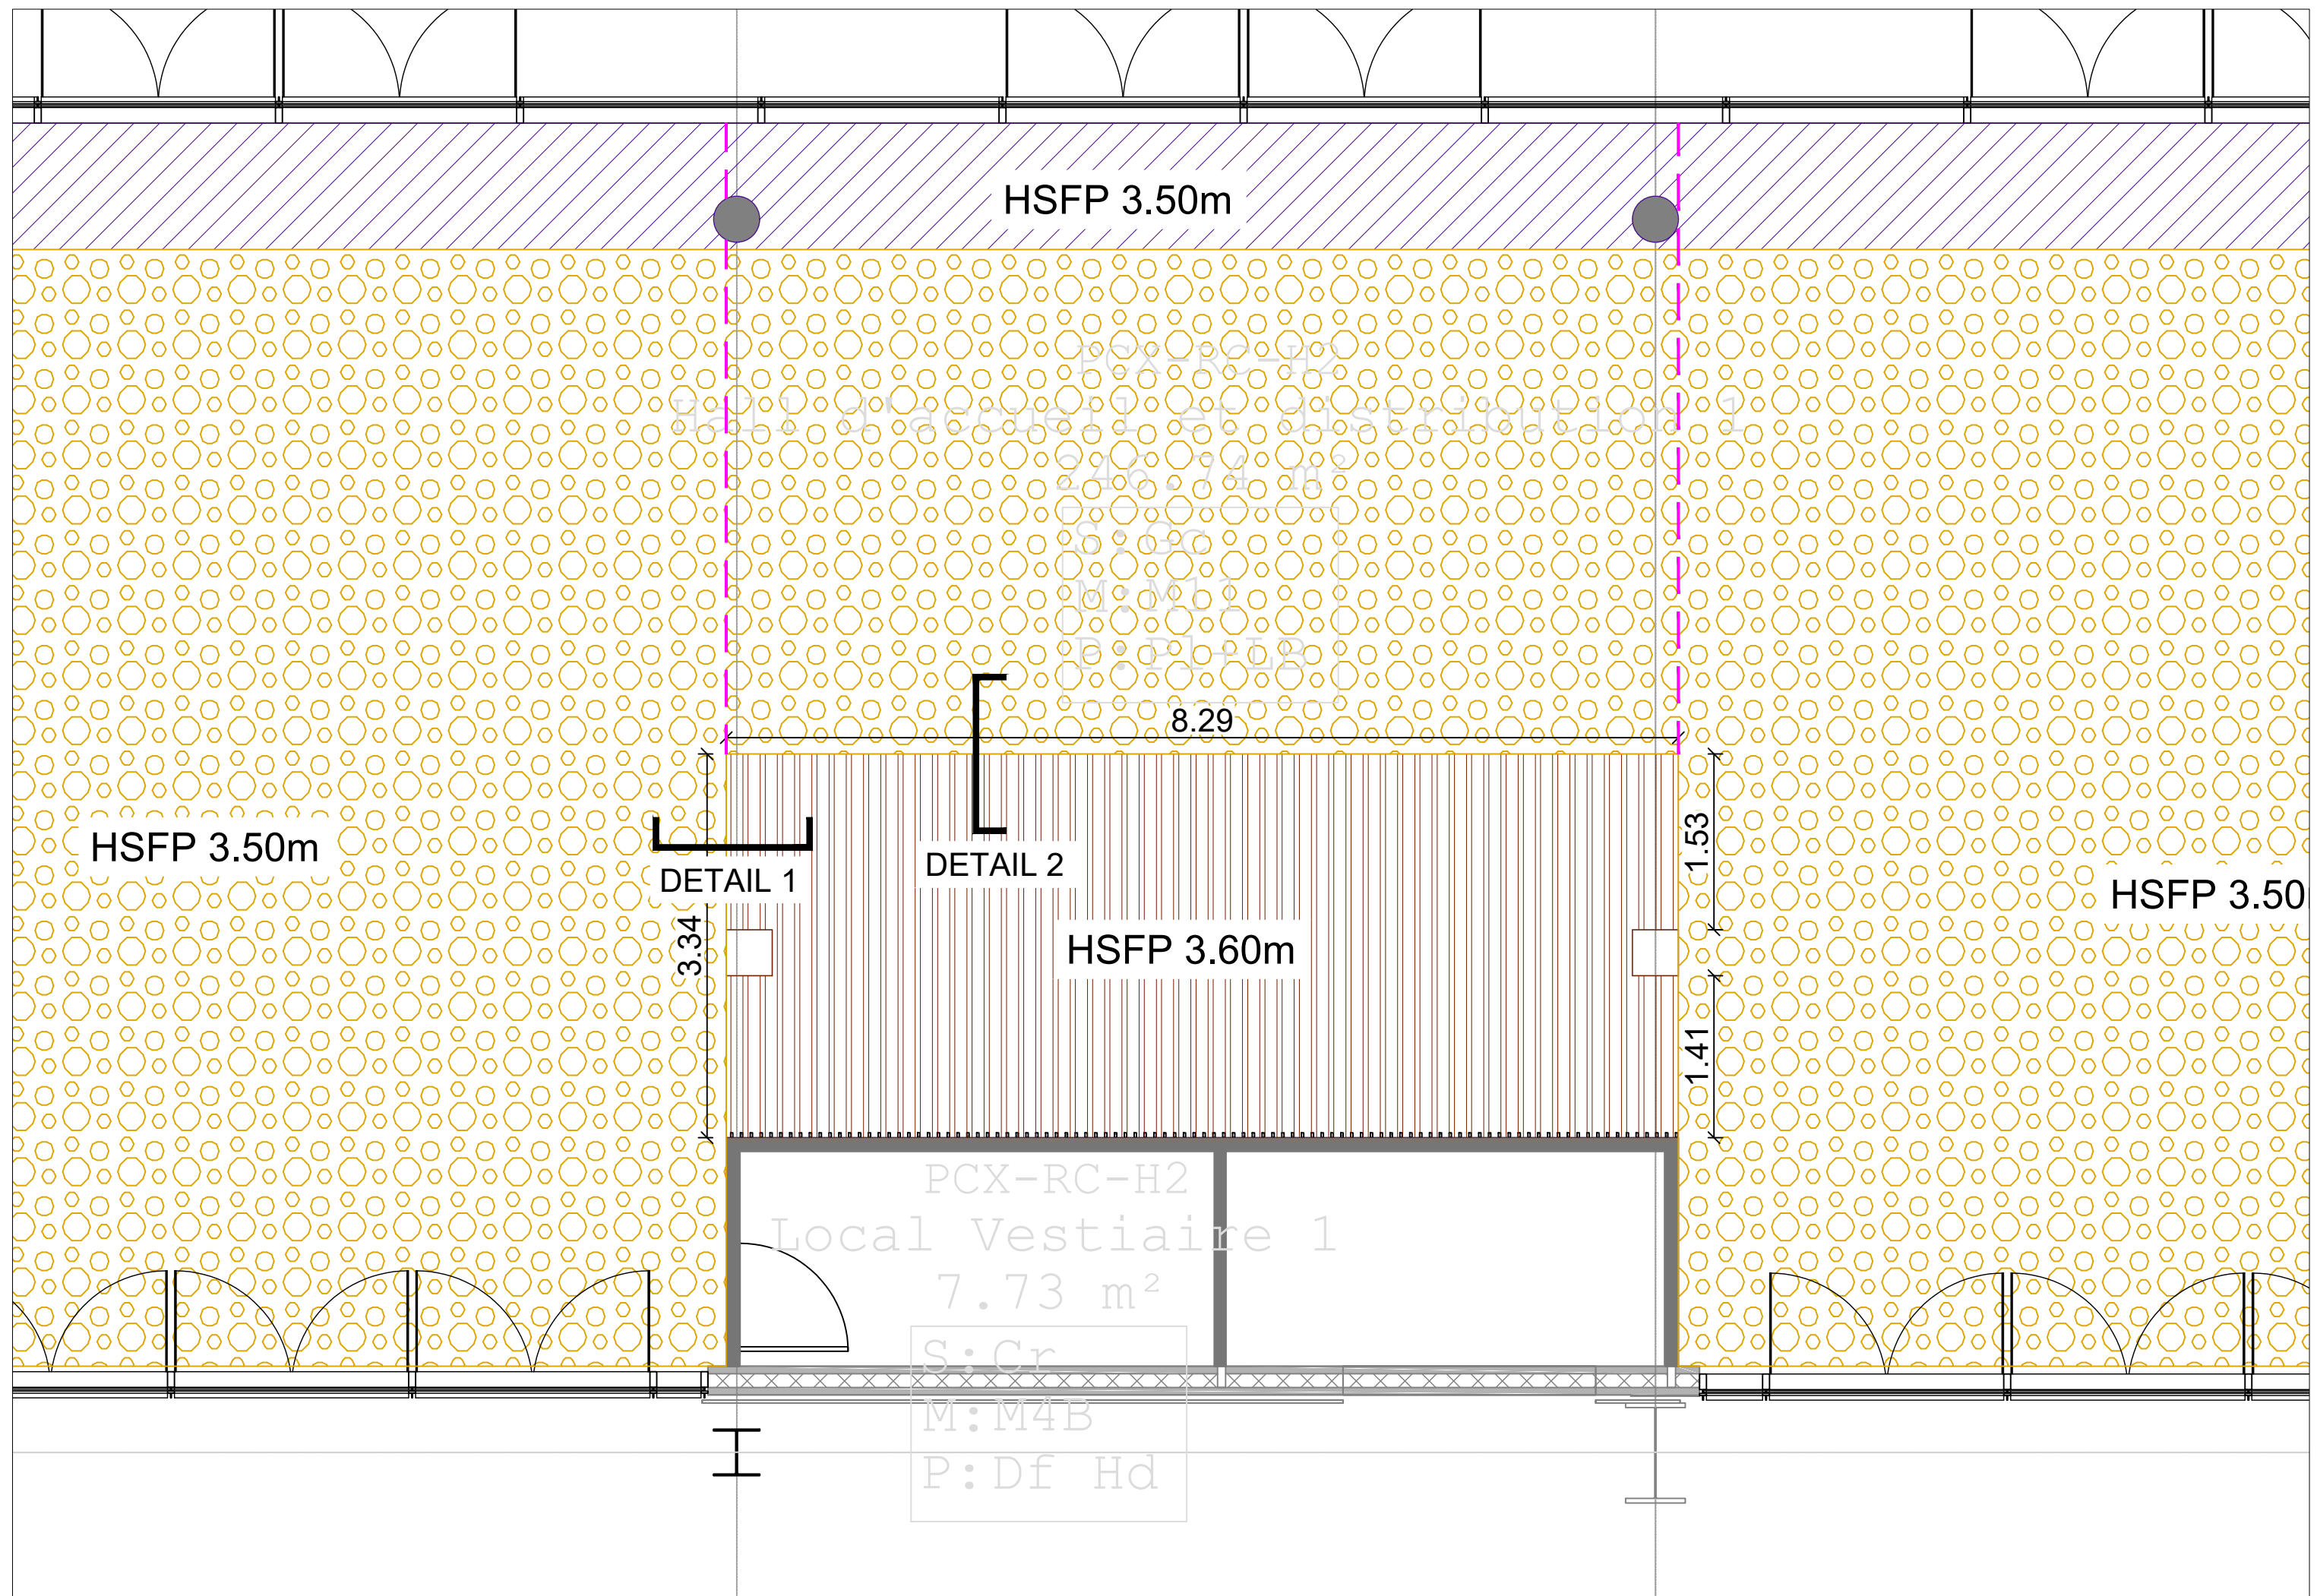 HSFP 3.50m
PCX-RC-H2
Hall d'accueil et distribution 1
246.74 m²
S:Gc
M:M11
P:Pl+LB
8.29
1.53
HSFP 3.50m
DETAIL 1
DETAIL 2
HSFP 3.50
3.34
HSFP 3.60m
1.41
PCX-RC-H2
Local Vestiaire 1
7.73 m²
S:Cr
M:M4B
P:Df Hd